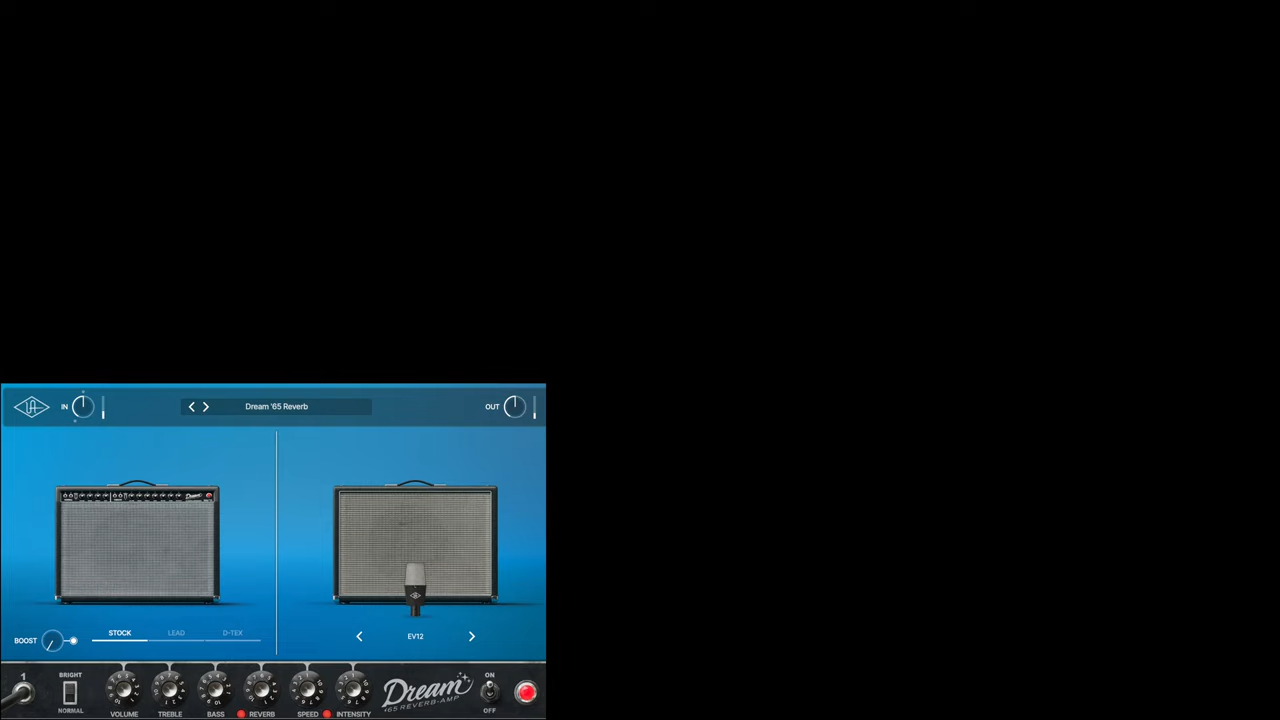 IN
Dream '65 Reverb
OUT
BOOST
STOCK
LEAD
D-TEX
EV12
1
BRIGHT
NORMAL
VOLUME
TREBLE
BASS
REVERB
SPEED
INTENSITY
Dream
'65 REVERB-AMP
ON
OFF